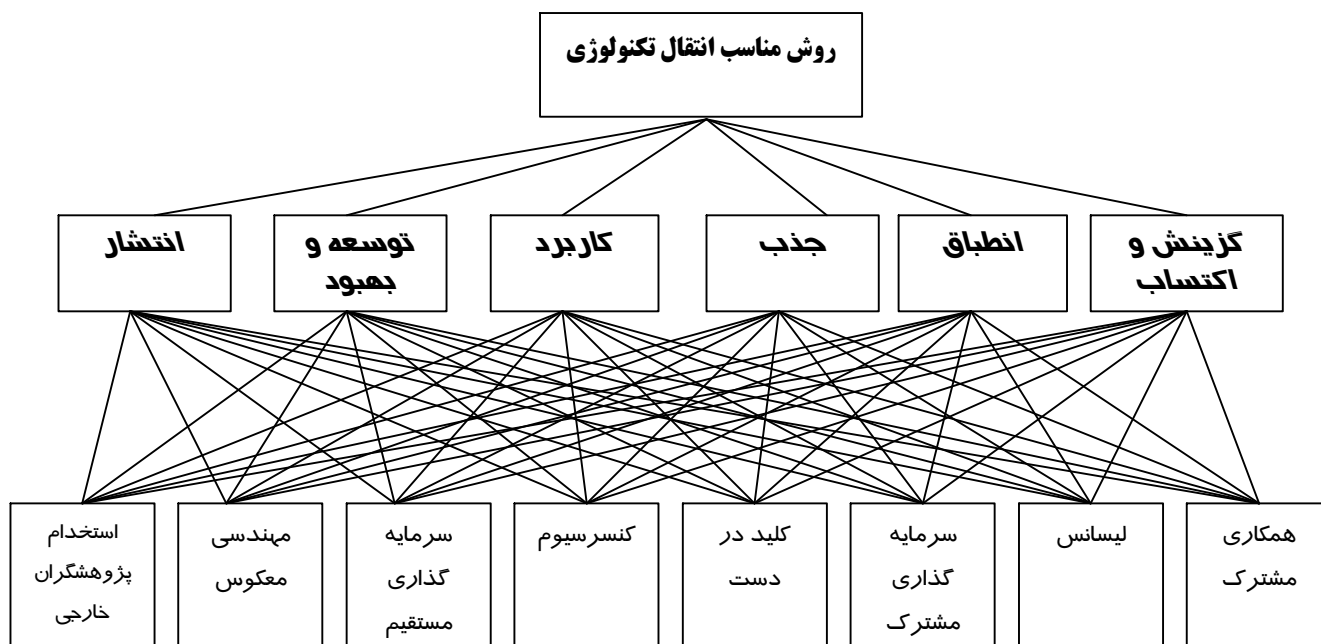 روش مناسب انتقال تکنولوژی
گزینش و
اکتساب
انطباق
جذب
کاربرد
توسعه و
بهبود
انتشار
همکاری
مشترک
لیسانس
سرمایه
گذاری
مشترک
کلید در
دست
کنسرسیوم
سرمایه
گذاری
مستقیم
مهندسی
معکوس
استخدام
پژوهشگران
خارجی